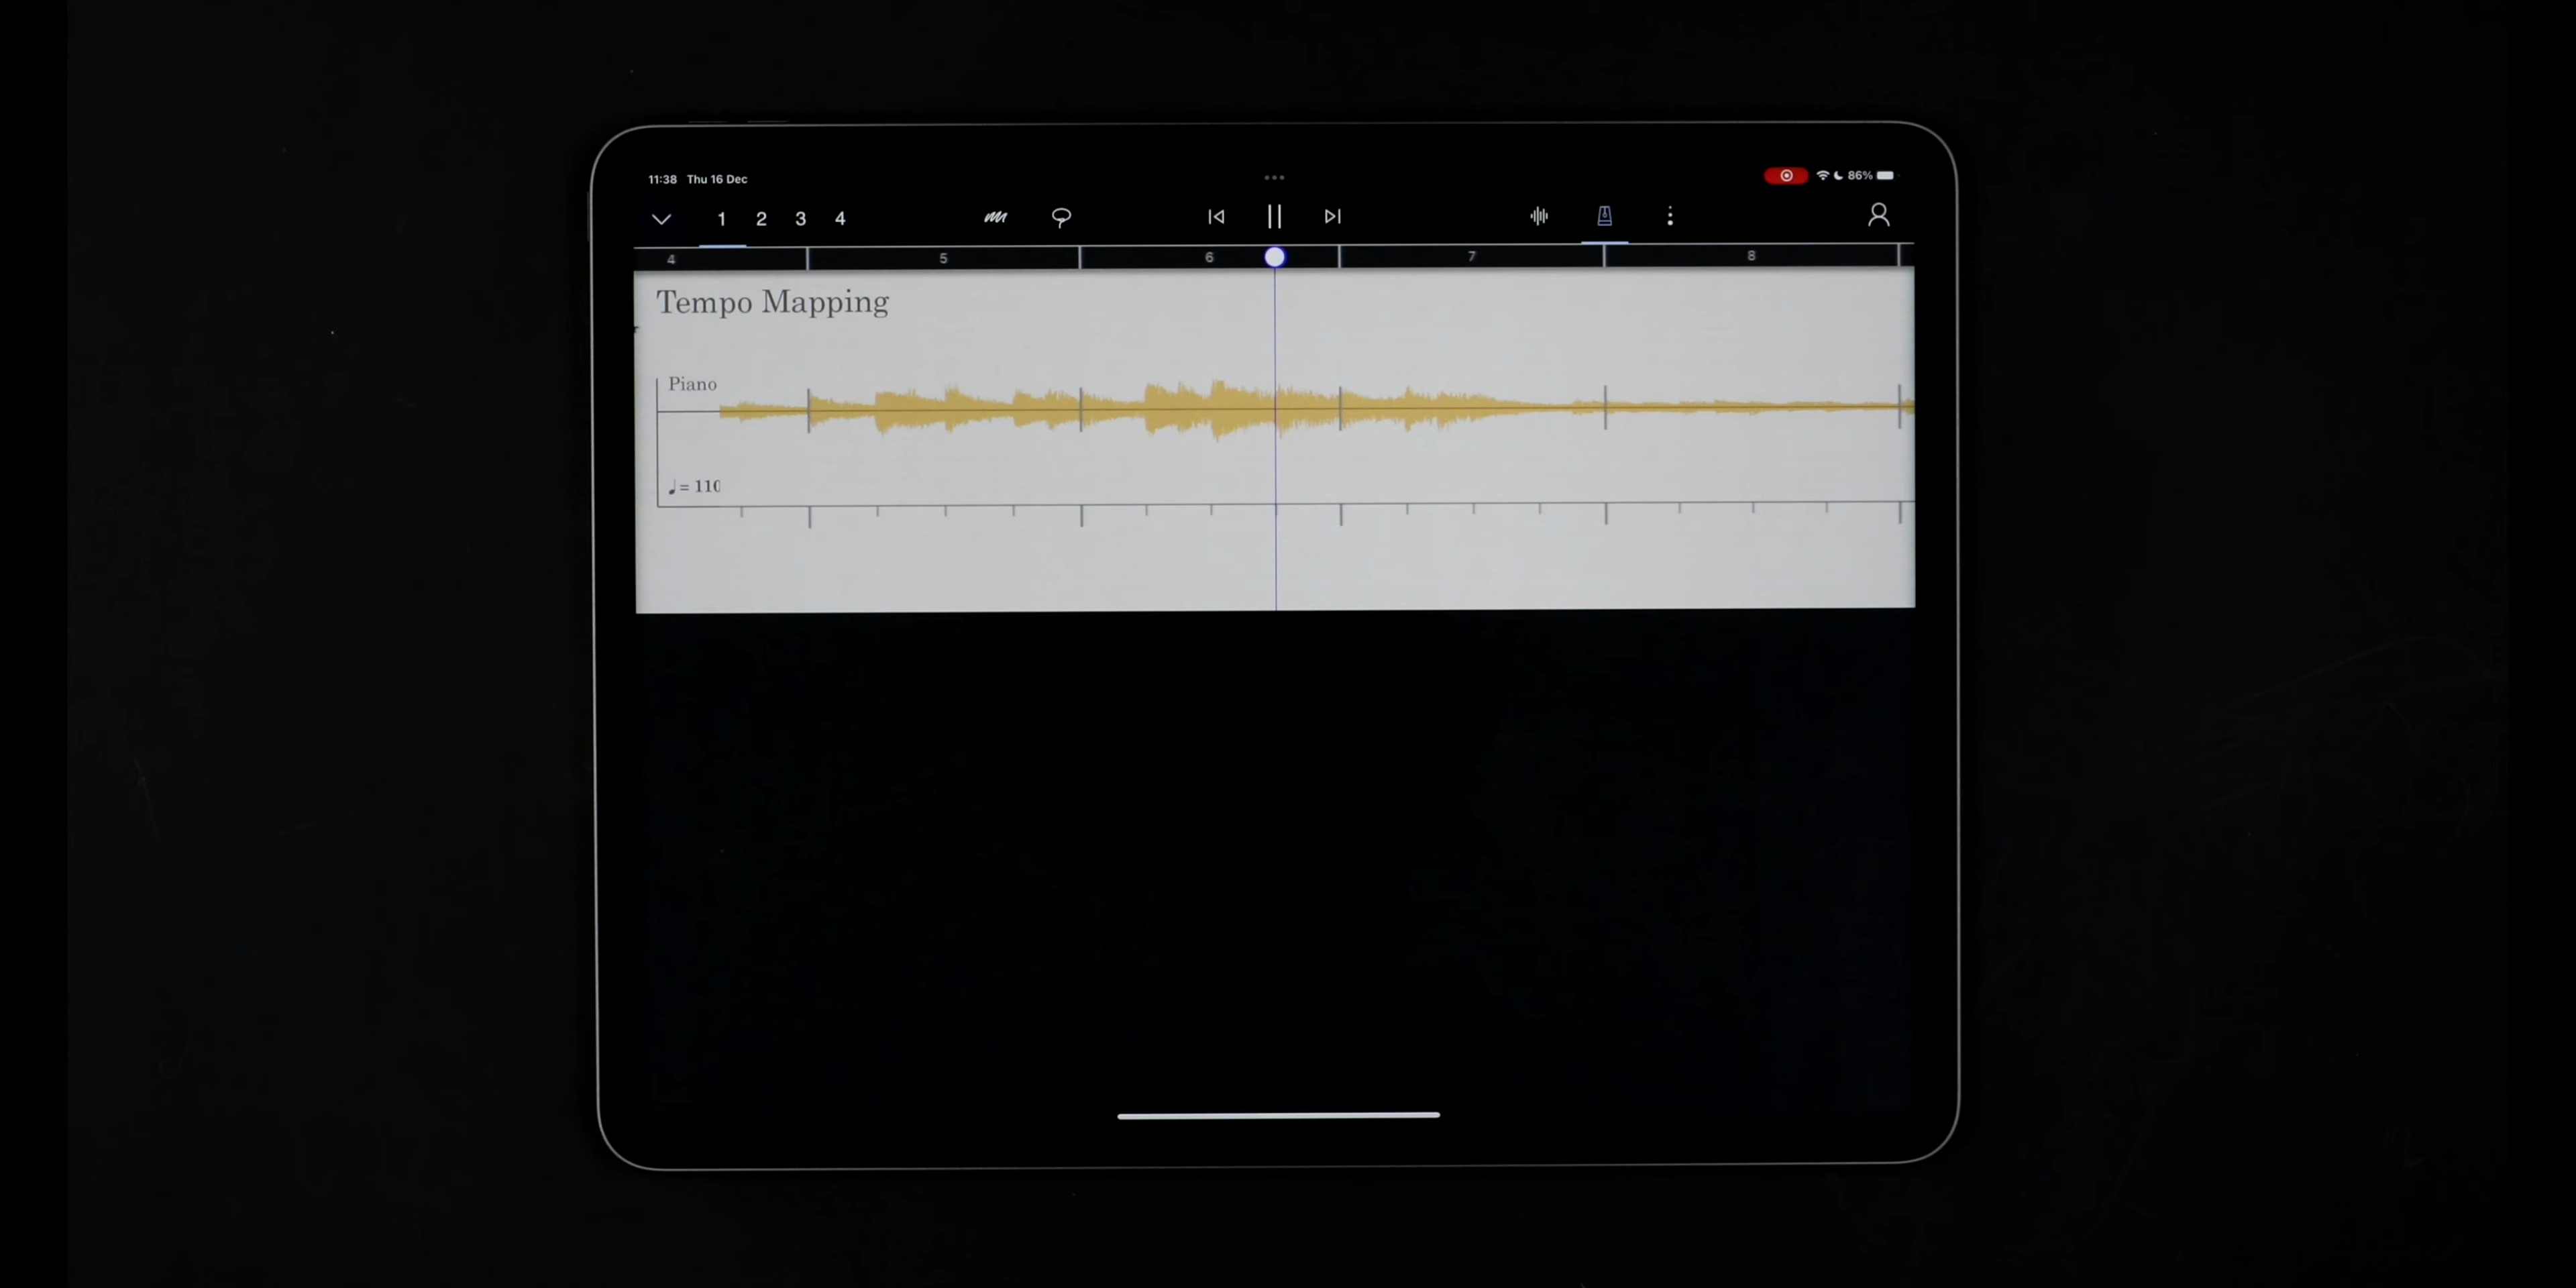 11:38 Thu 16 Dec
86%
1 2 3 4
4 5 6 7 8
Tempo Mapping
Piano
♩ = 110